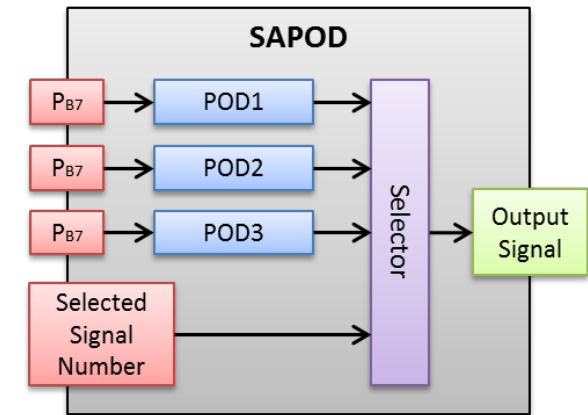 SAPOD
PB7
POD1
PB7
POD2
PB7
POD3
Selected
Signal
Number
Selector
Output
Signal